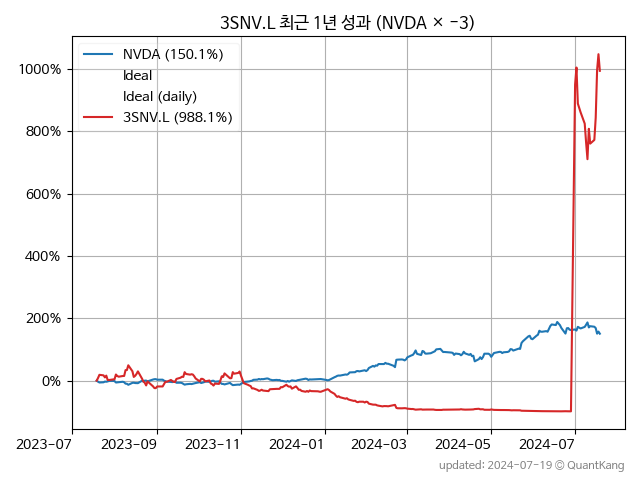 3SNV.L 최근 1년 성과 (NVDA × −3)
NVDA (150.1%)
Ideal
Ideal (daily)
3SNV.L (988.1%)
1000%
800%
600%
400%
200%
0%
2023-07 2023-09 2023-11 2024-01 2024-03 2024-05 2024-07
updated: 2024-07-19 © QuantKang